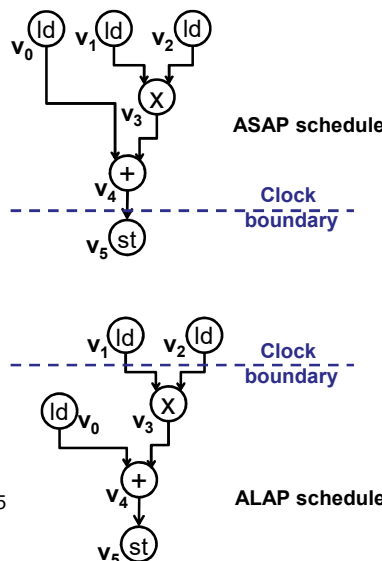 ld ld ld
v0 v1 v2
x
v3
ASAP schedule
+
v4
Clock
boundary
v5 st
ld ld
v1 v2
Clock
boundary
ld x
v0 v3
+
v4
5
ALAP schedule
v5 st